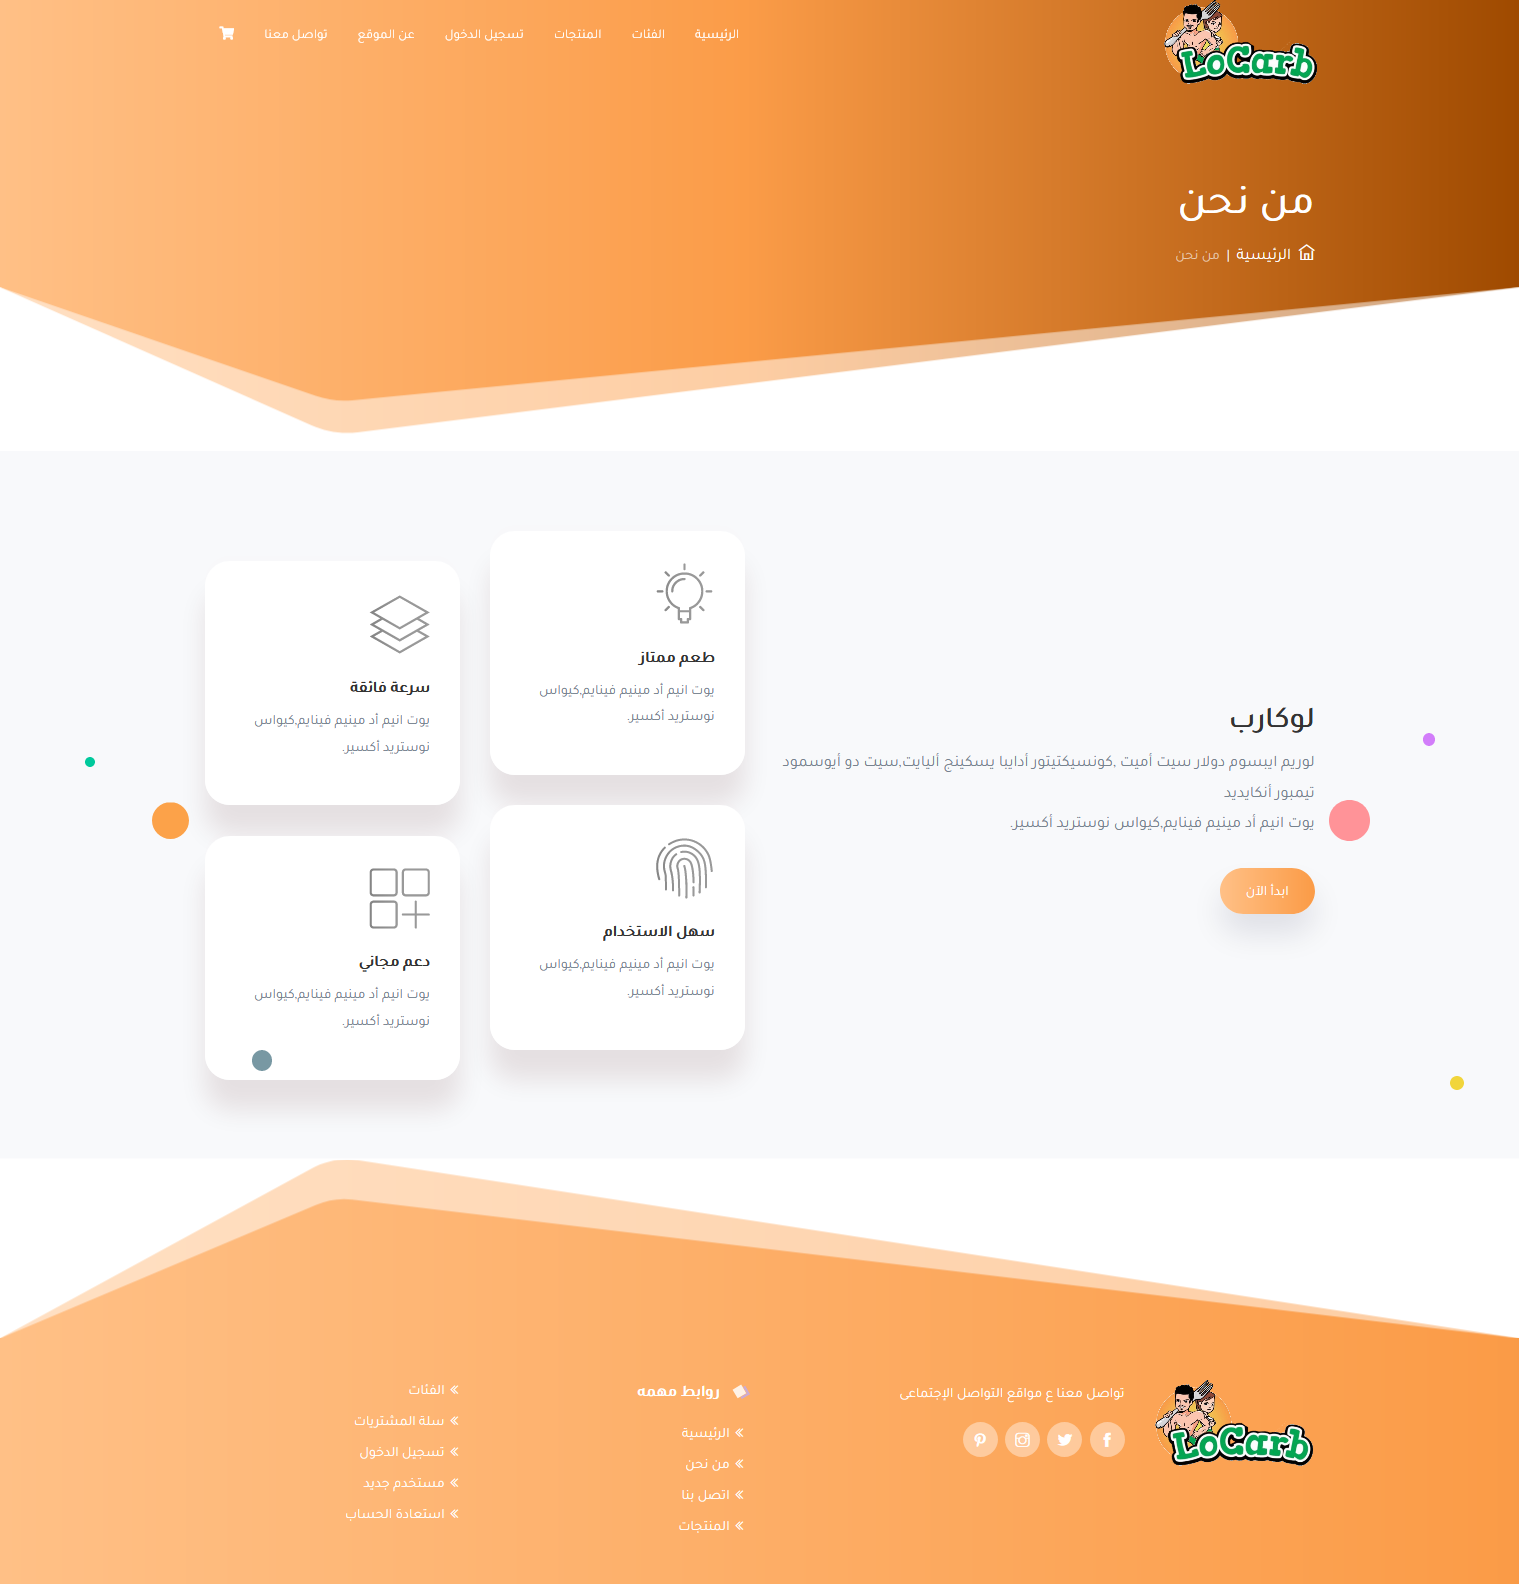 LoCarb
الرئيسية
الفئات
المنتجات
تسجيل الدخول
عن الموقع
تواصل معنا
من نحن
الرئيسية | من نحن
لوكارب
لوريم ايبسوم دولار سيت أميت ,كونسيكتيتور أدايبا يسكينج أليايت,سيت دو أيوسمود
تيمبور أنكايديد
يوت انيم أد مينيم فينايم,كيواس نوستريد أكسير.
ابدأ الآن
طعم ممتاز
يوت انيم أد مينيم فينايم,كيواس
نوستريد أكسير.
سهل الاستخدام
يوت انيم أد مينيم فينايم,كيواس
نوستريد أكسير.
سرعة فائقة
يوت انيم أد مينيم فينايم,كيواس
نوستريد أكسير.
دعم مجاني
يوت انيم أد مينيم فينايم,كيواس
نوستريد أكسير.
LoCarb
تواصل معنا ع مواقع التواصل الإجتماعى
روابط مهمه
الرئيسية
من نحن
اتصل بنا
المنتجات
الفئات
سلة المشتريات
تسجيل الدخول
مستخدم جديد
استعادة الحساب